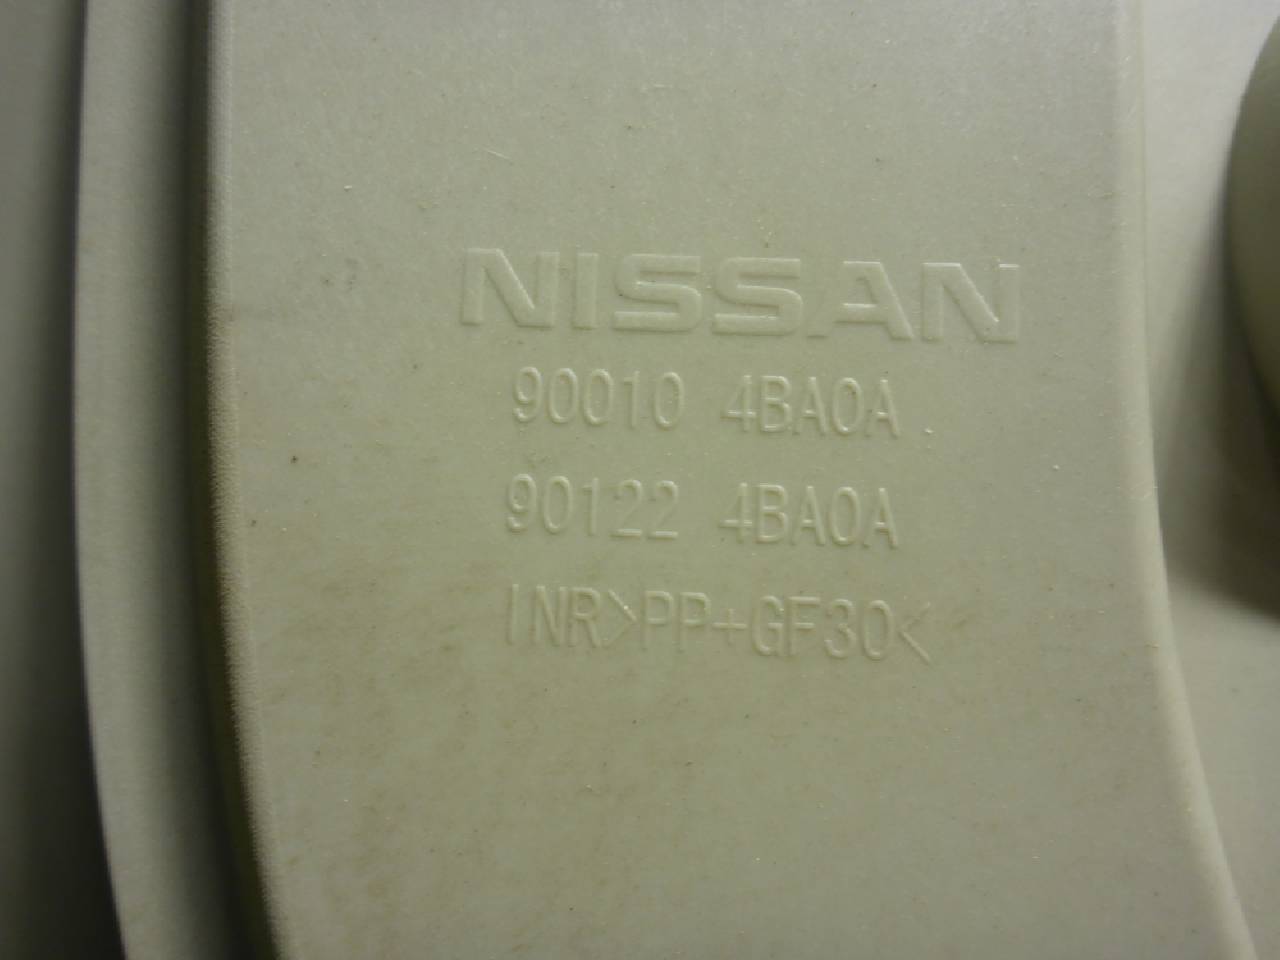 NISSAN
90010 4BA0A
90122 4BA0A
INR>PP+GF30<